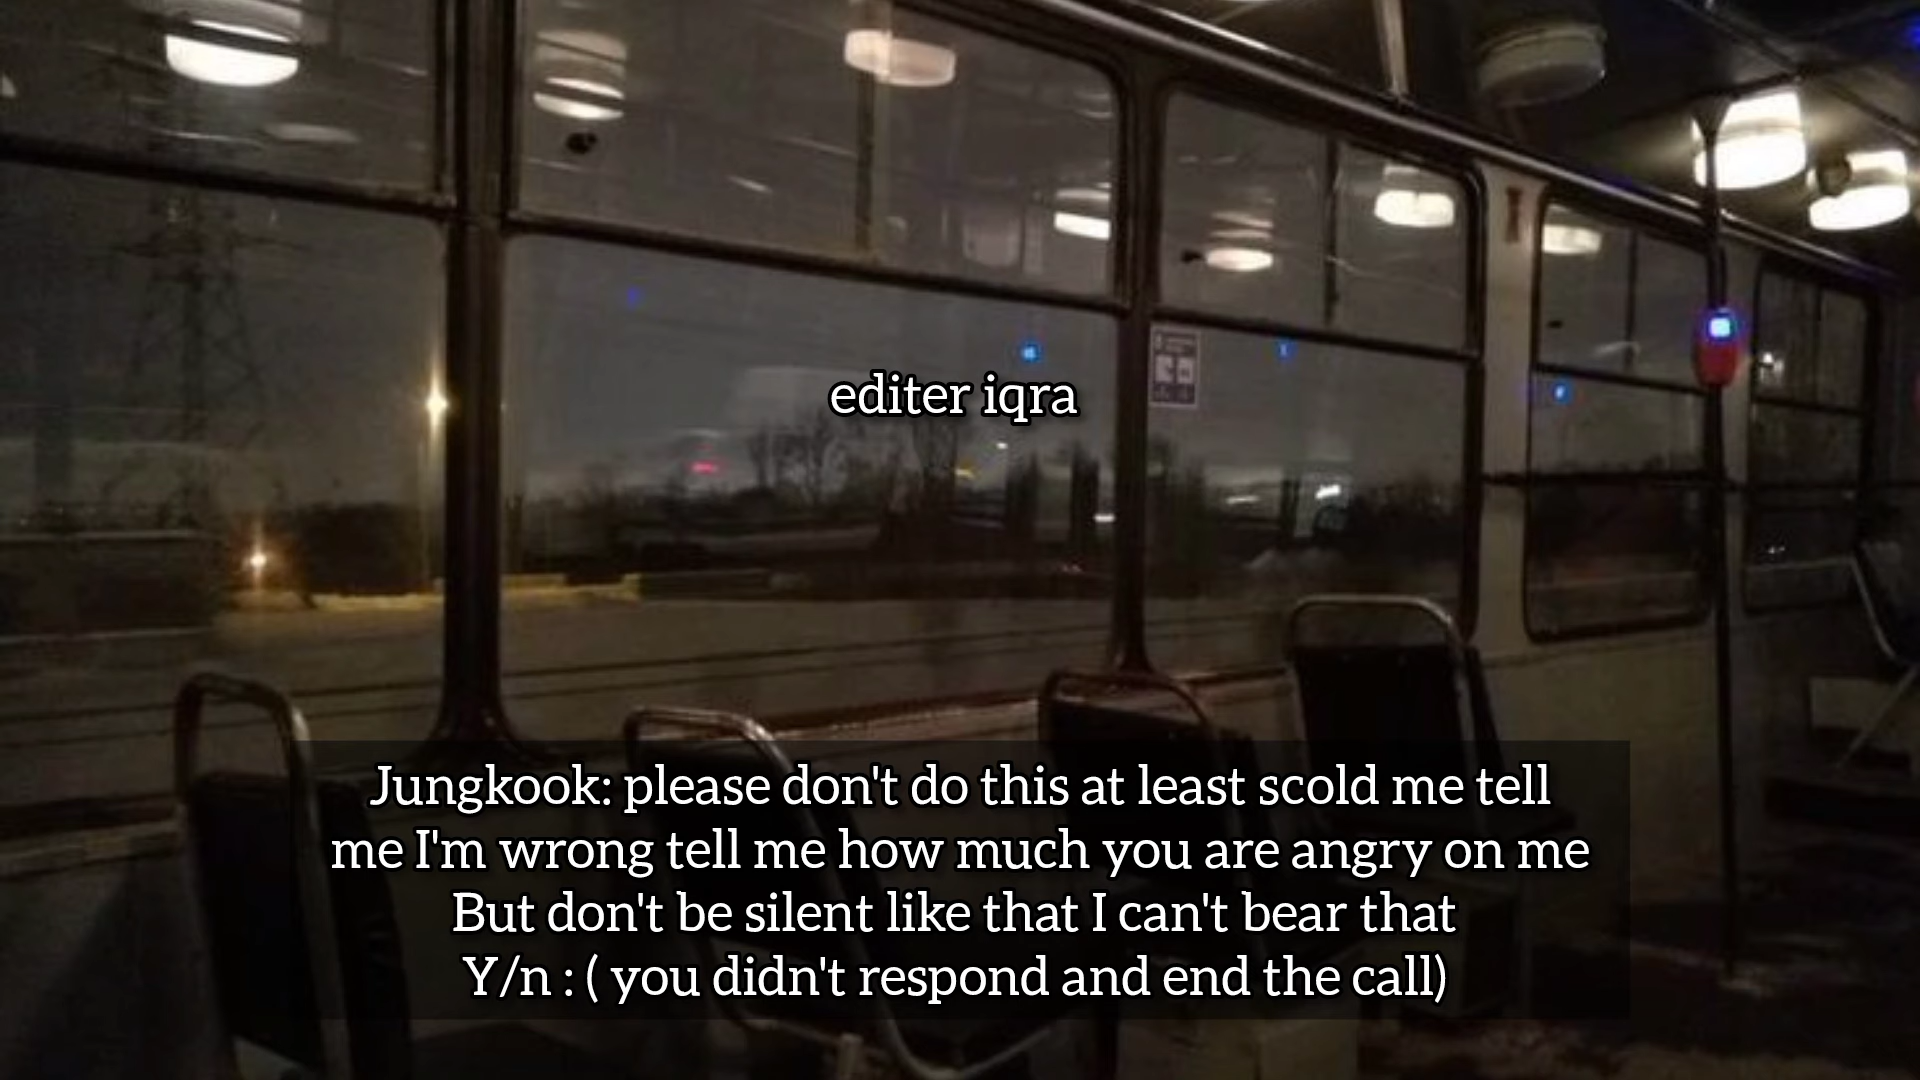 editer iqra
Jungkook: please don't do this at least scold me tell
me I'm wrong tell me how much you are angry on me
But don't be silent like that I can't bear that
Y/n : ( you didn't respond and end the call)